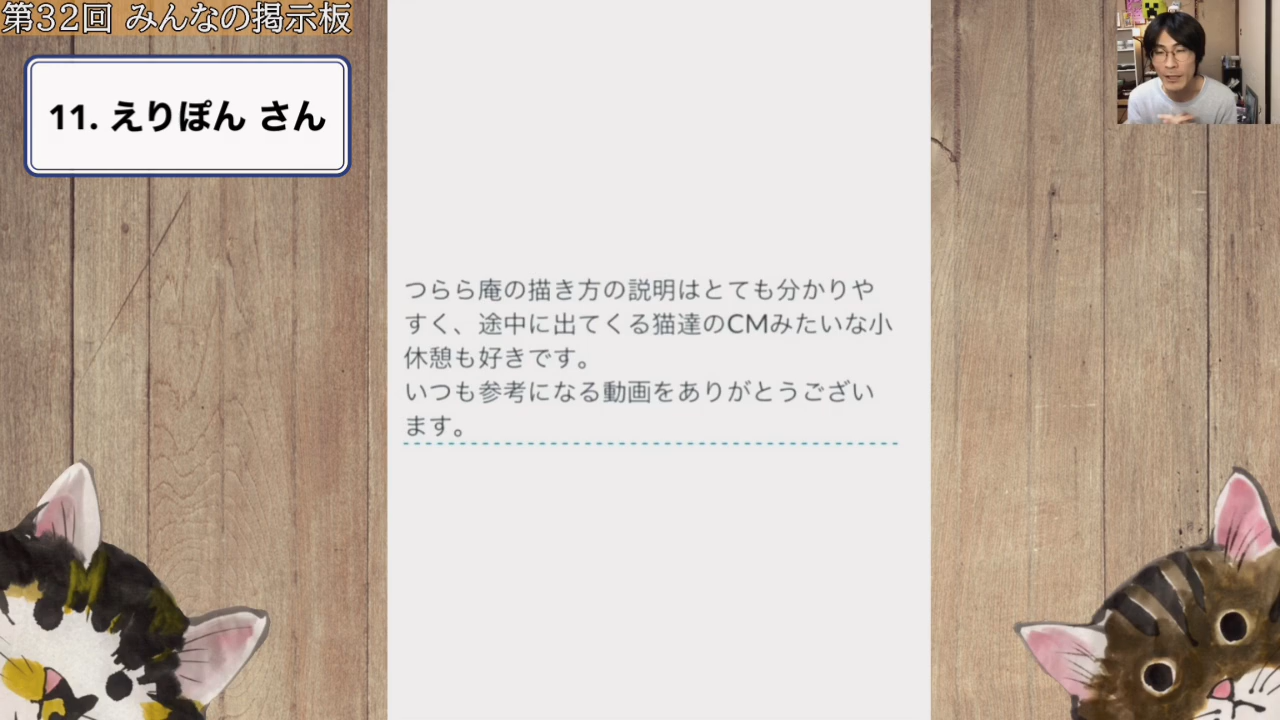 第32回 みんなの掲示板
11. えりぽん さん
つらら庵の描き方の説明はとても分かりや
すく、途中に出てくる猫達のCMみたいな小
休憩も好きです。
いつも参考になる動画をありがとうござい
ます。